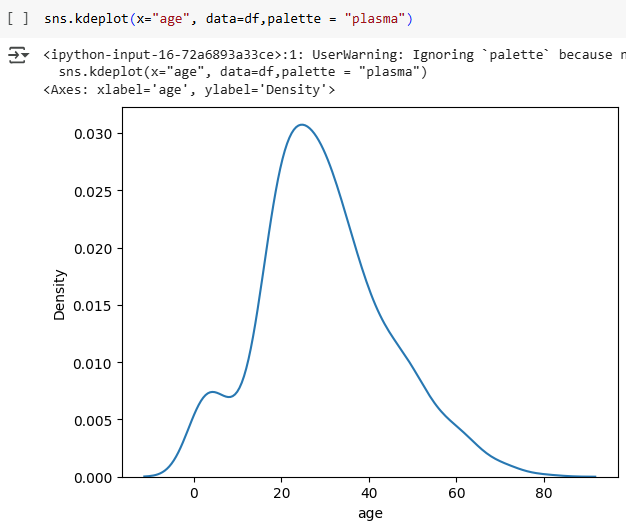 [ ] sns.kdeplot(x="age", data=df,palette = "plasma")
<ipython-input-16-72a6893a33ce>:1: UserWarning: Ignoring `palette` because
sns.kdeplot(x="age", data=df,palette = "plasma")
<Axes: xlabel='age', ylabel='Density'>
0.030
0.025
0.020
0.015
0.010
0.005
0.000
Density
0 20 40 60 80
age